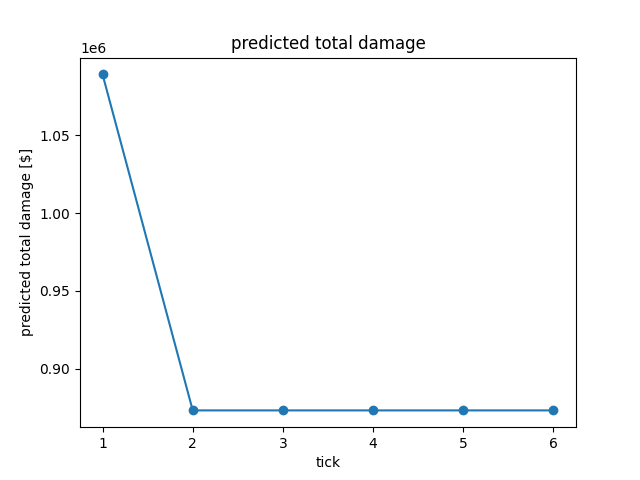 predicted total damage
1e6
1.05
1.00
0.95
0.90
predicted total damage [$]
1 2 3 4 5 6
tick